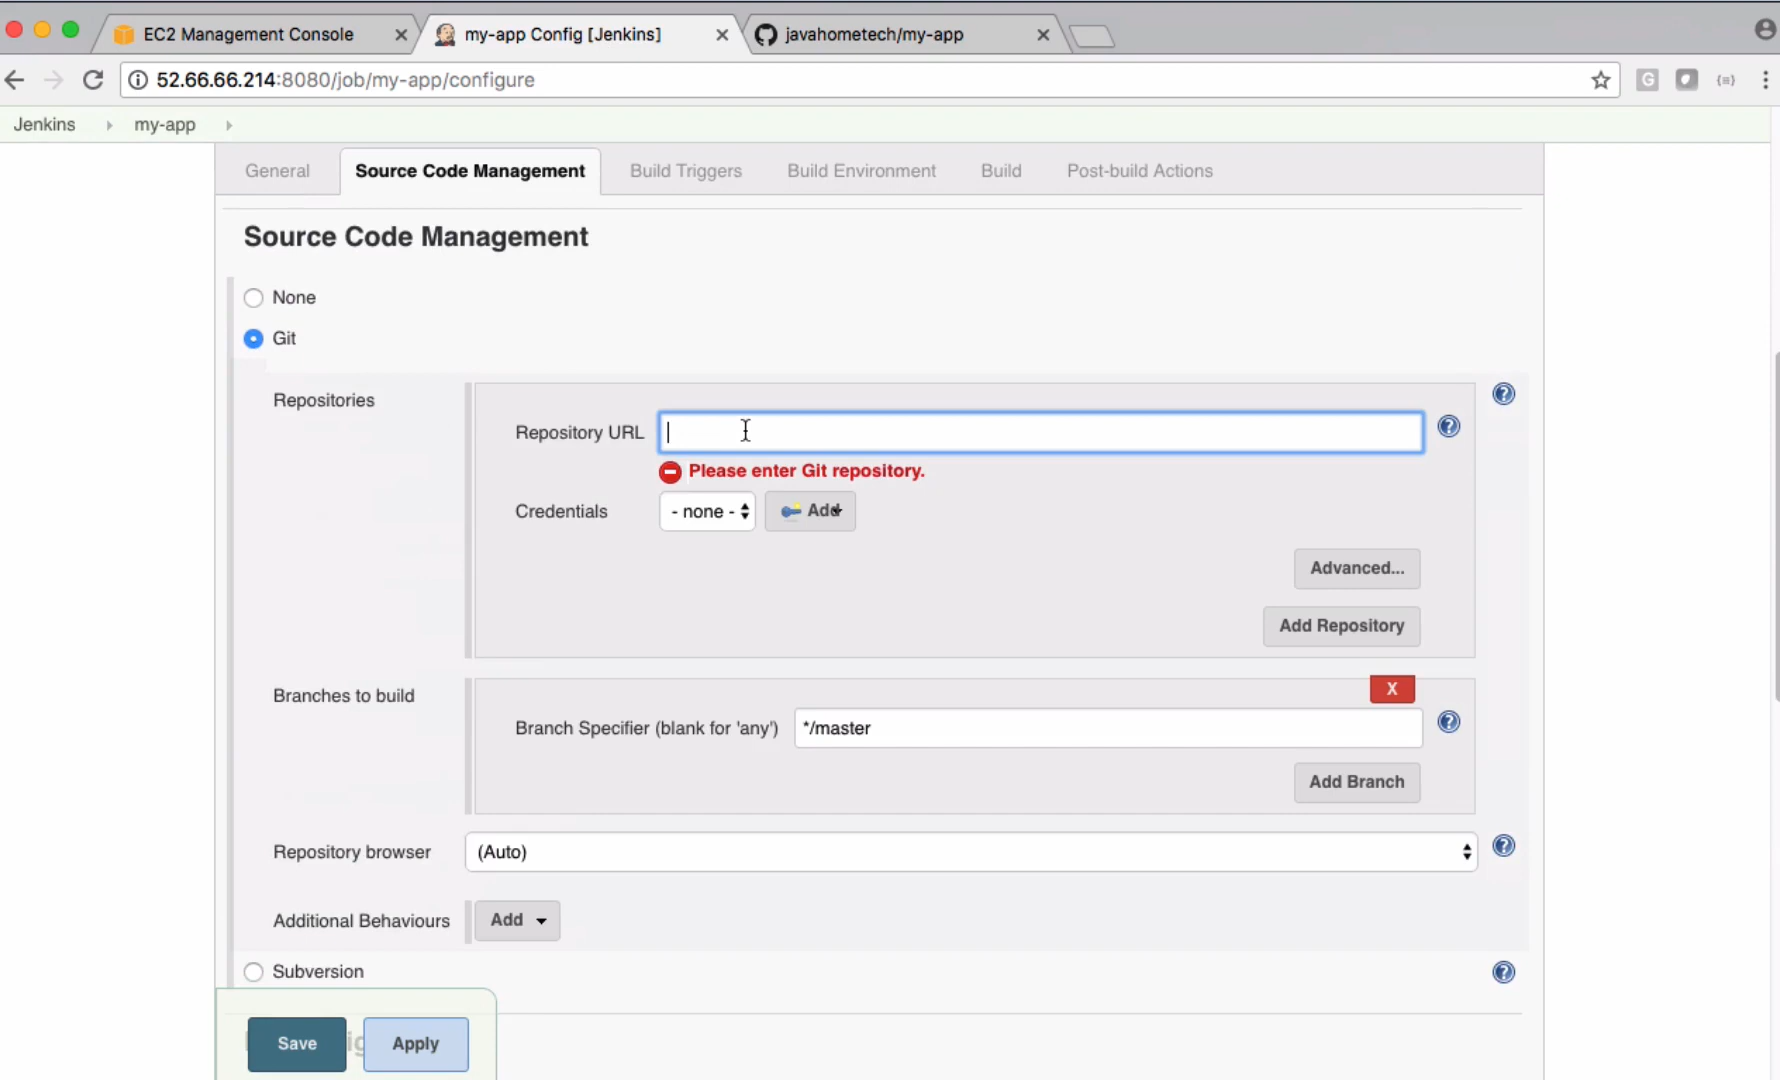 EC2 Management Console
my-app Config [Jenkins]
javahometech/my-app
52.66.66.214:8080/job/my-app/configure
Jenkins my-app
General Source Code Management Build Triggers Build Environment Build Post-build Actions
Source Code Management
None
Git
Repositories
Repository URL
Please enter Git repository.
Credentials - none - Add
Advanced...
Add Repository
Branches to build
X
Branch Specifier (blank for 'any') */master
Add Branch
Repository browser (Auto)
Additional Behaviours Add
Subversion
Save Apply